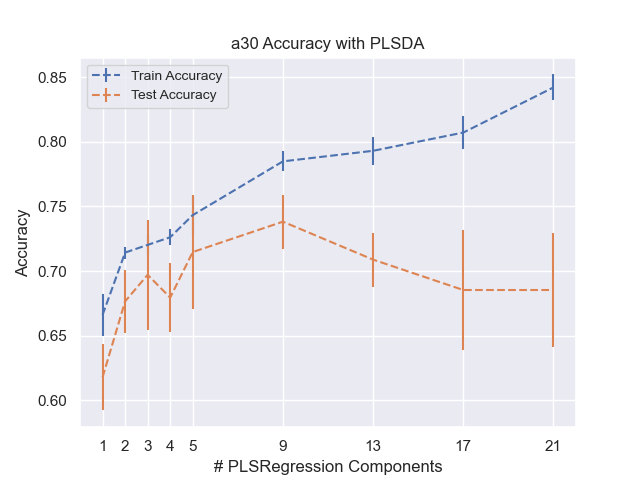 a30 Accuracy with PLSDA
Train Accuracy
Test Accuracy
0.85
0.80
0.75
0.70
0.65
0.60
Accuracy
1 2 3 4 5 9 13 17 21
# PLSRegression Components